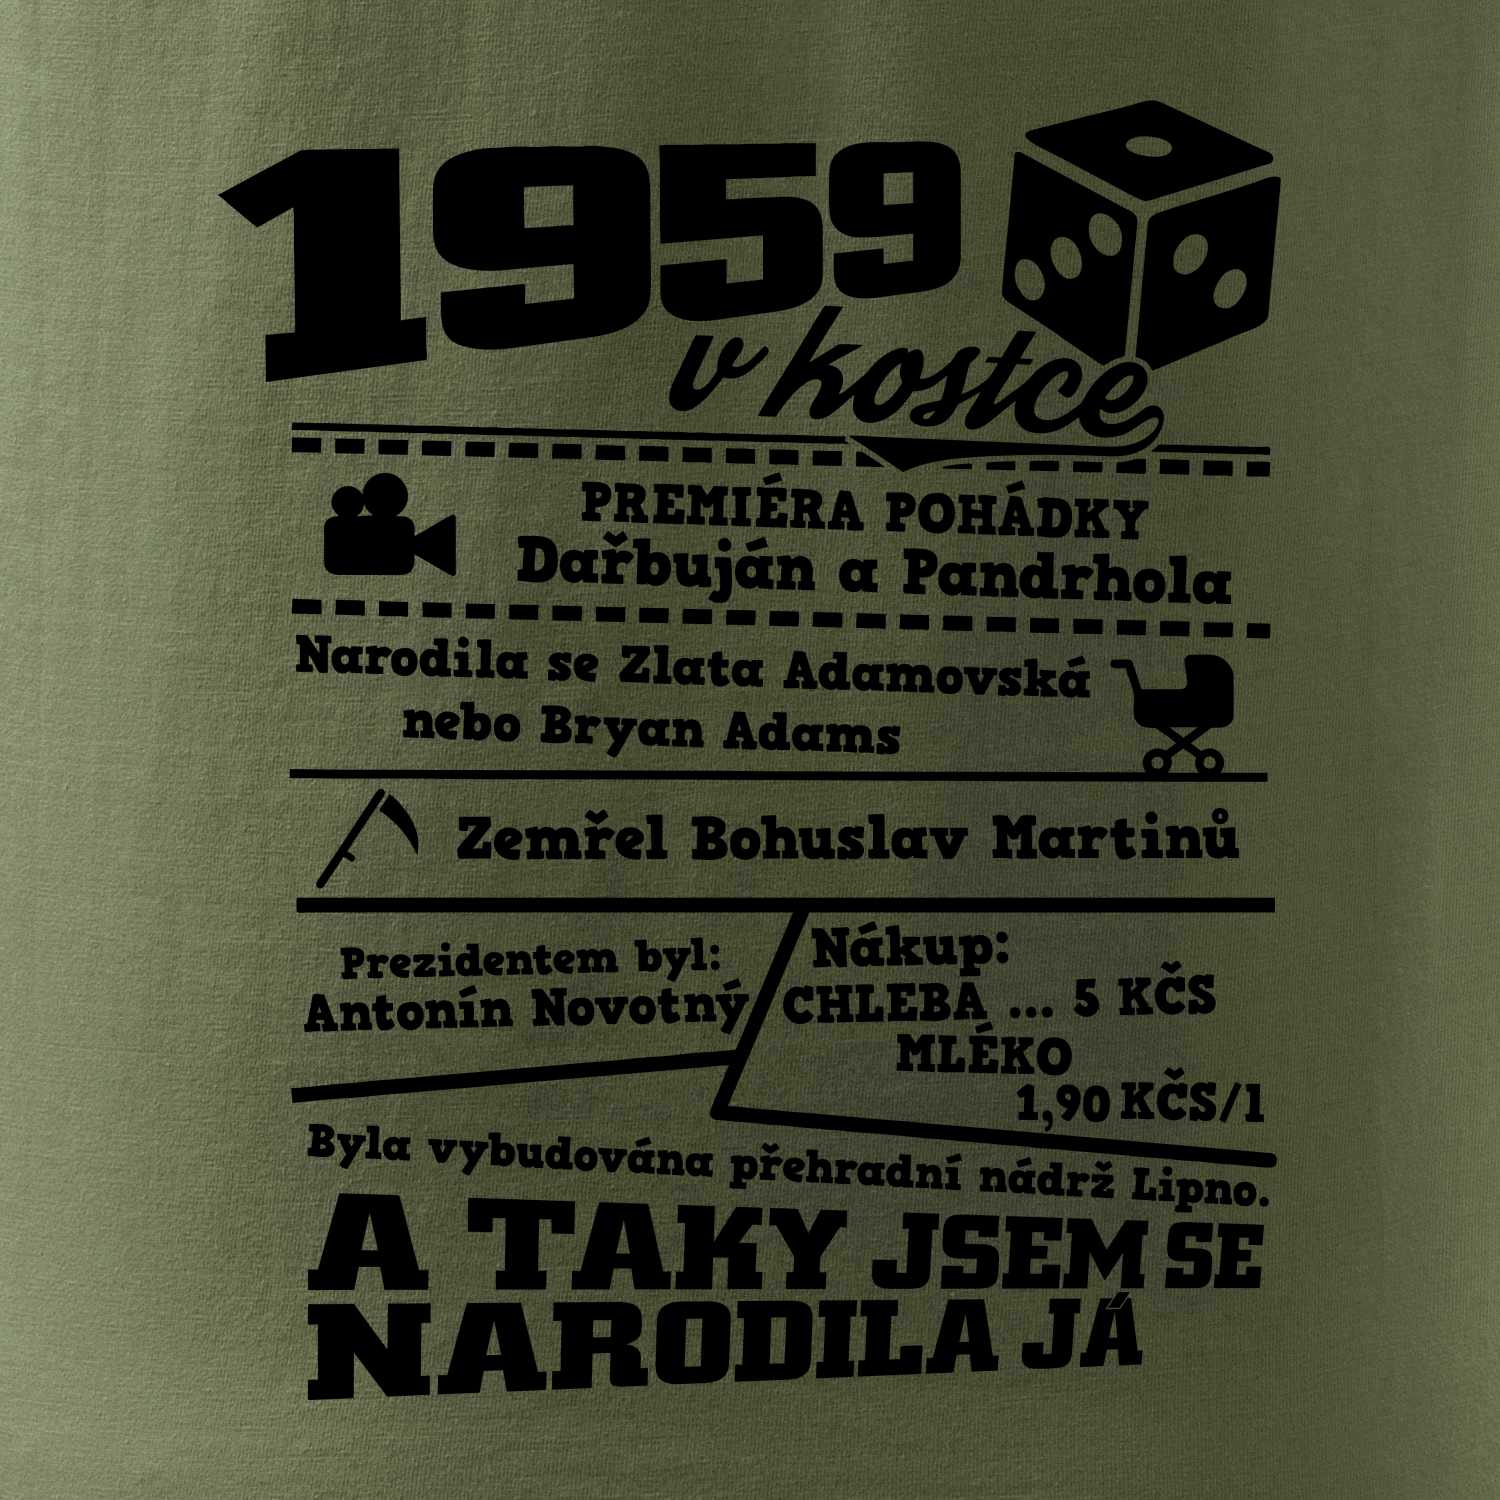 1959
v kostce
PREMIÉRA POHÁDKY
Dařbuján a Pandrhola
Narodila se Zlata Adamovská
nebo Bryan Adams
Zemřel Bohuslav Martinů
Prezidentem byl:
Antonín Novotný
Nákup:
CHLEBA ... 5 KČS
MLÉKO
1,90 KČS/l
Byla vybudována přehradní nádrž Lipno.
A TAKY JSEM SE
NARODILA JÁ